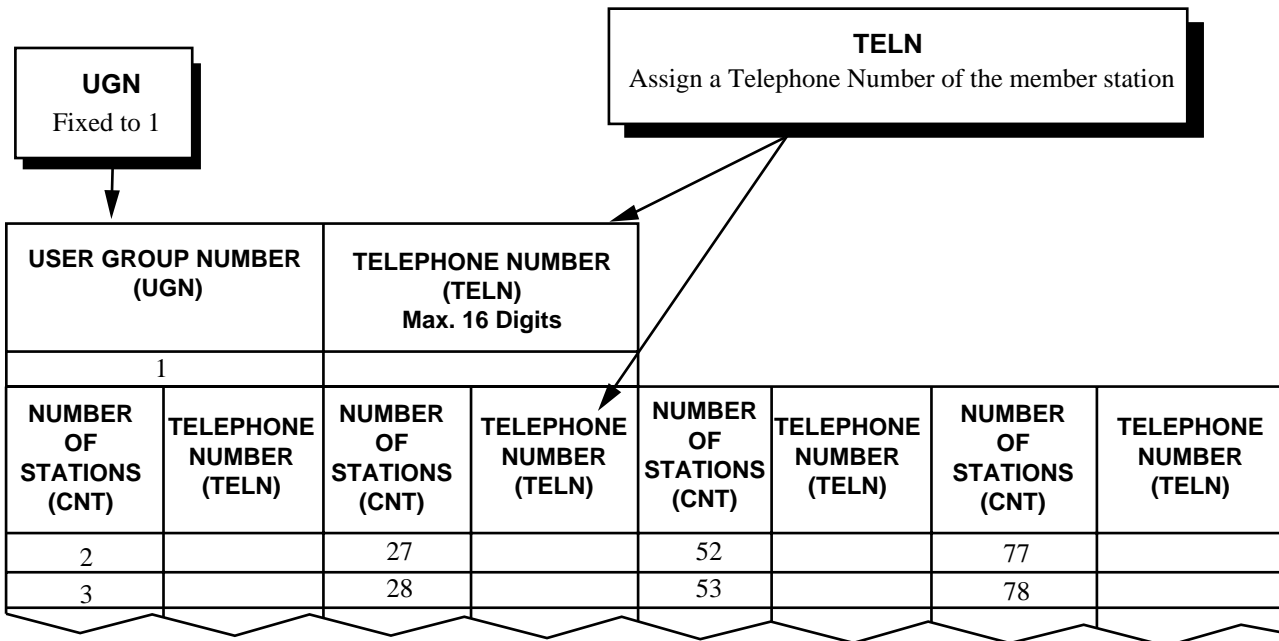 TELN
Assign a Telephone Number of the member station
UGN
Fixed to 1
USER GROUP NUMBER
(UGN)
TELEPHONE NUMBER
(TELN)
Max. 16 Digits
1
NUMBER
OF
STATIONS
(CNT)
TELEPHONE
NUMBER
(TELN)
NUMBER
OF
STATIONS
(CNT)
TELEPHONE
NUMBER
(TELN)
NUMBER
OF
STATIONS
(CNT)
TELEPHONE
NUMBER
(TELN)
NUMBER
OF
STATIONS
(CNT)
TELEPHONE
NUMBER
(TELN)
2 27 52 77
3 28 53 78